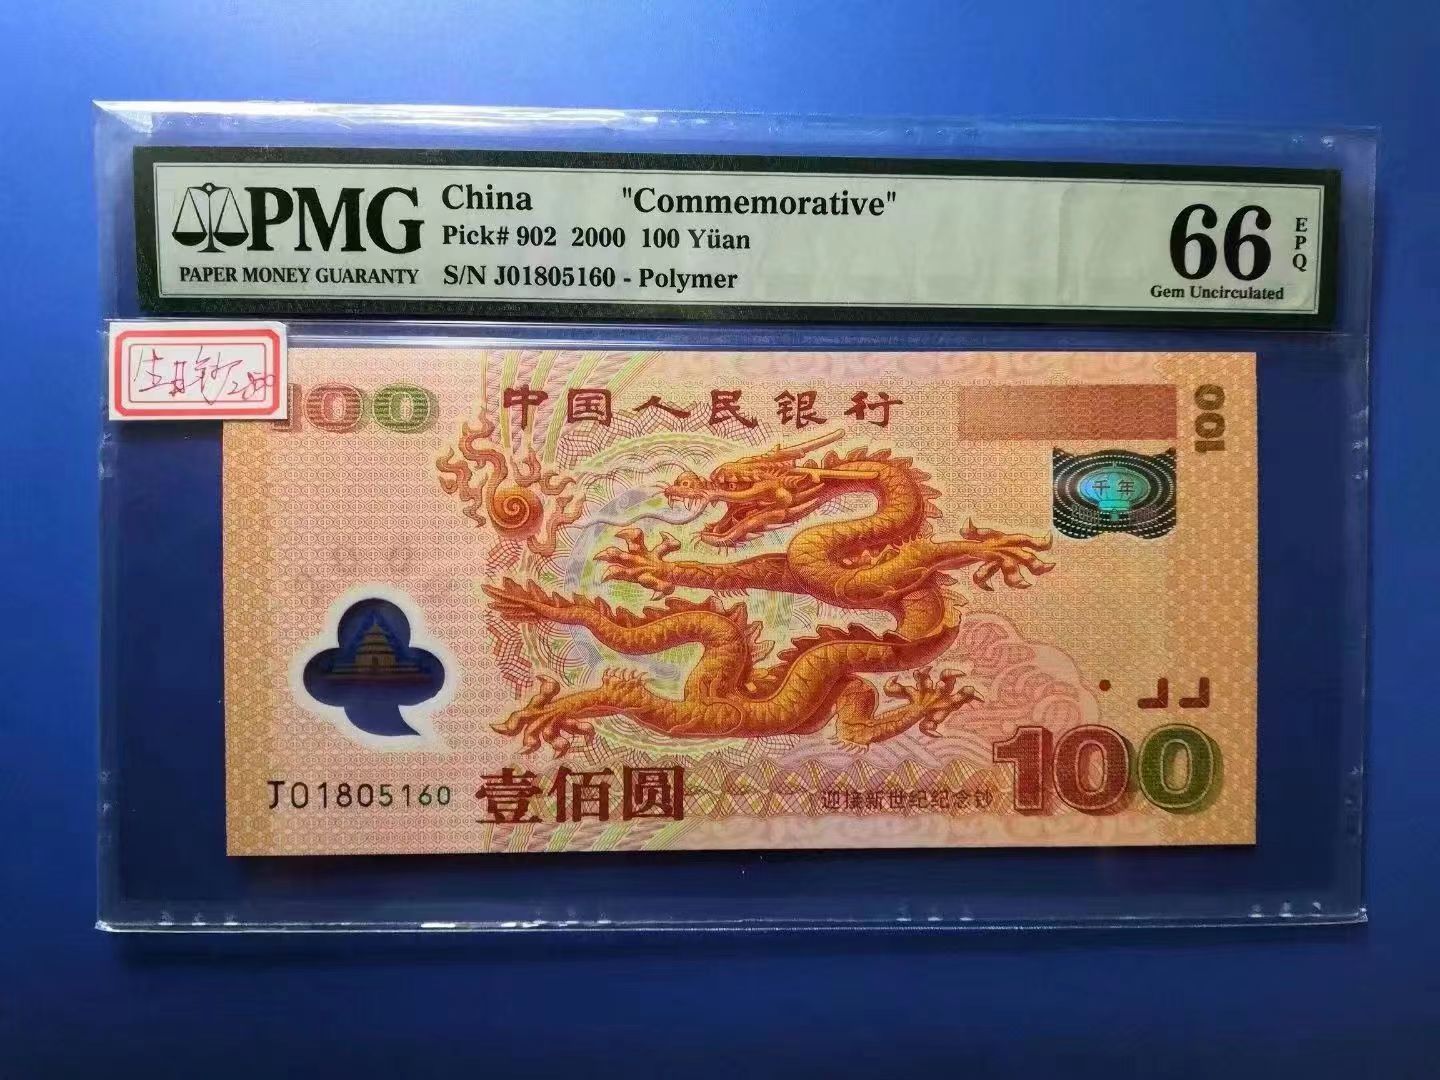 PMG
PAPER MONEY GUARANTY
China "Commemorative"
Pick# 902 2000 100 Yüan
S/N J01805160 - Polymer
66
EPQ
Gem Uncirculated
100
中国人民银行
100
千年
J01805160
壹佰圆
迎接新世纪纪念钞
100